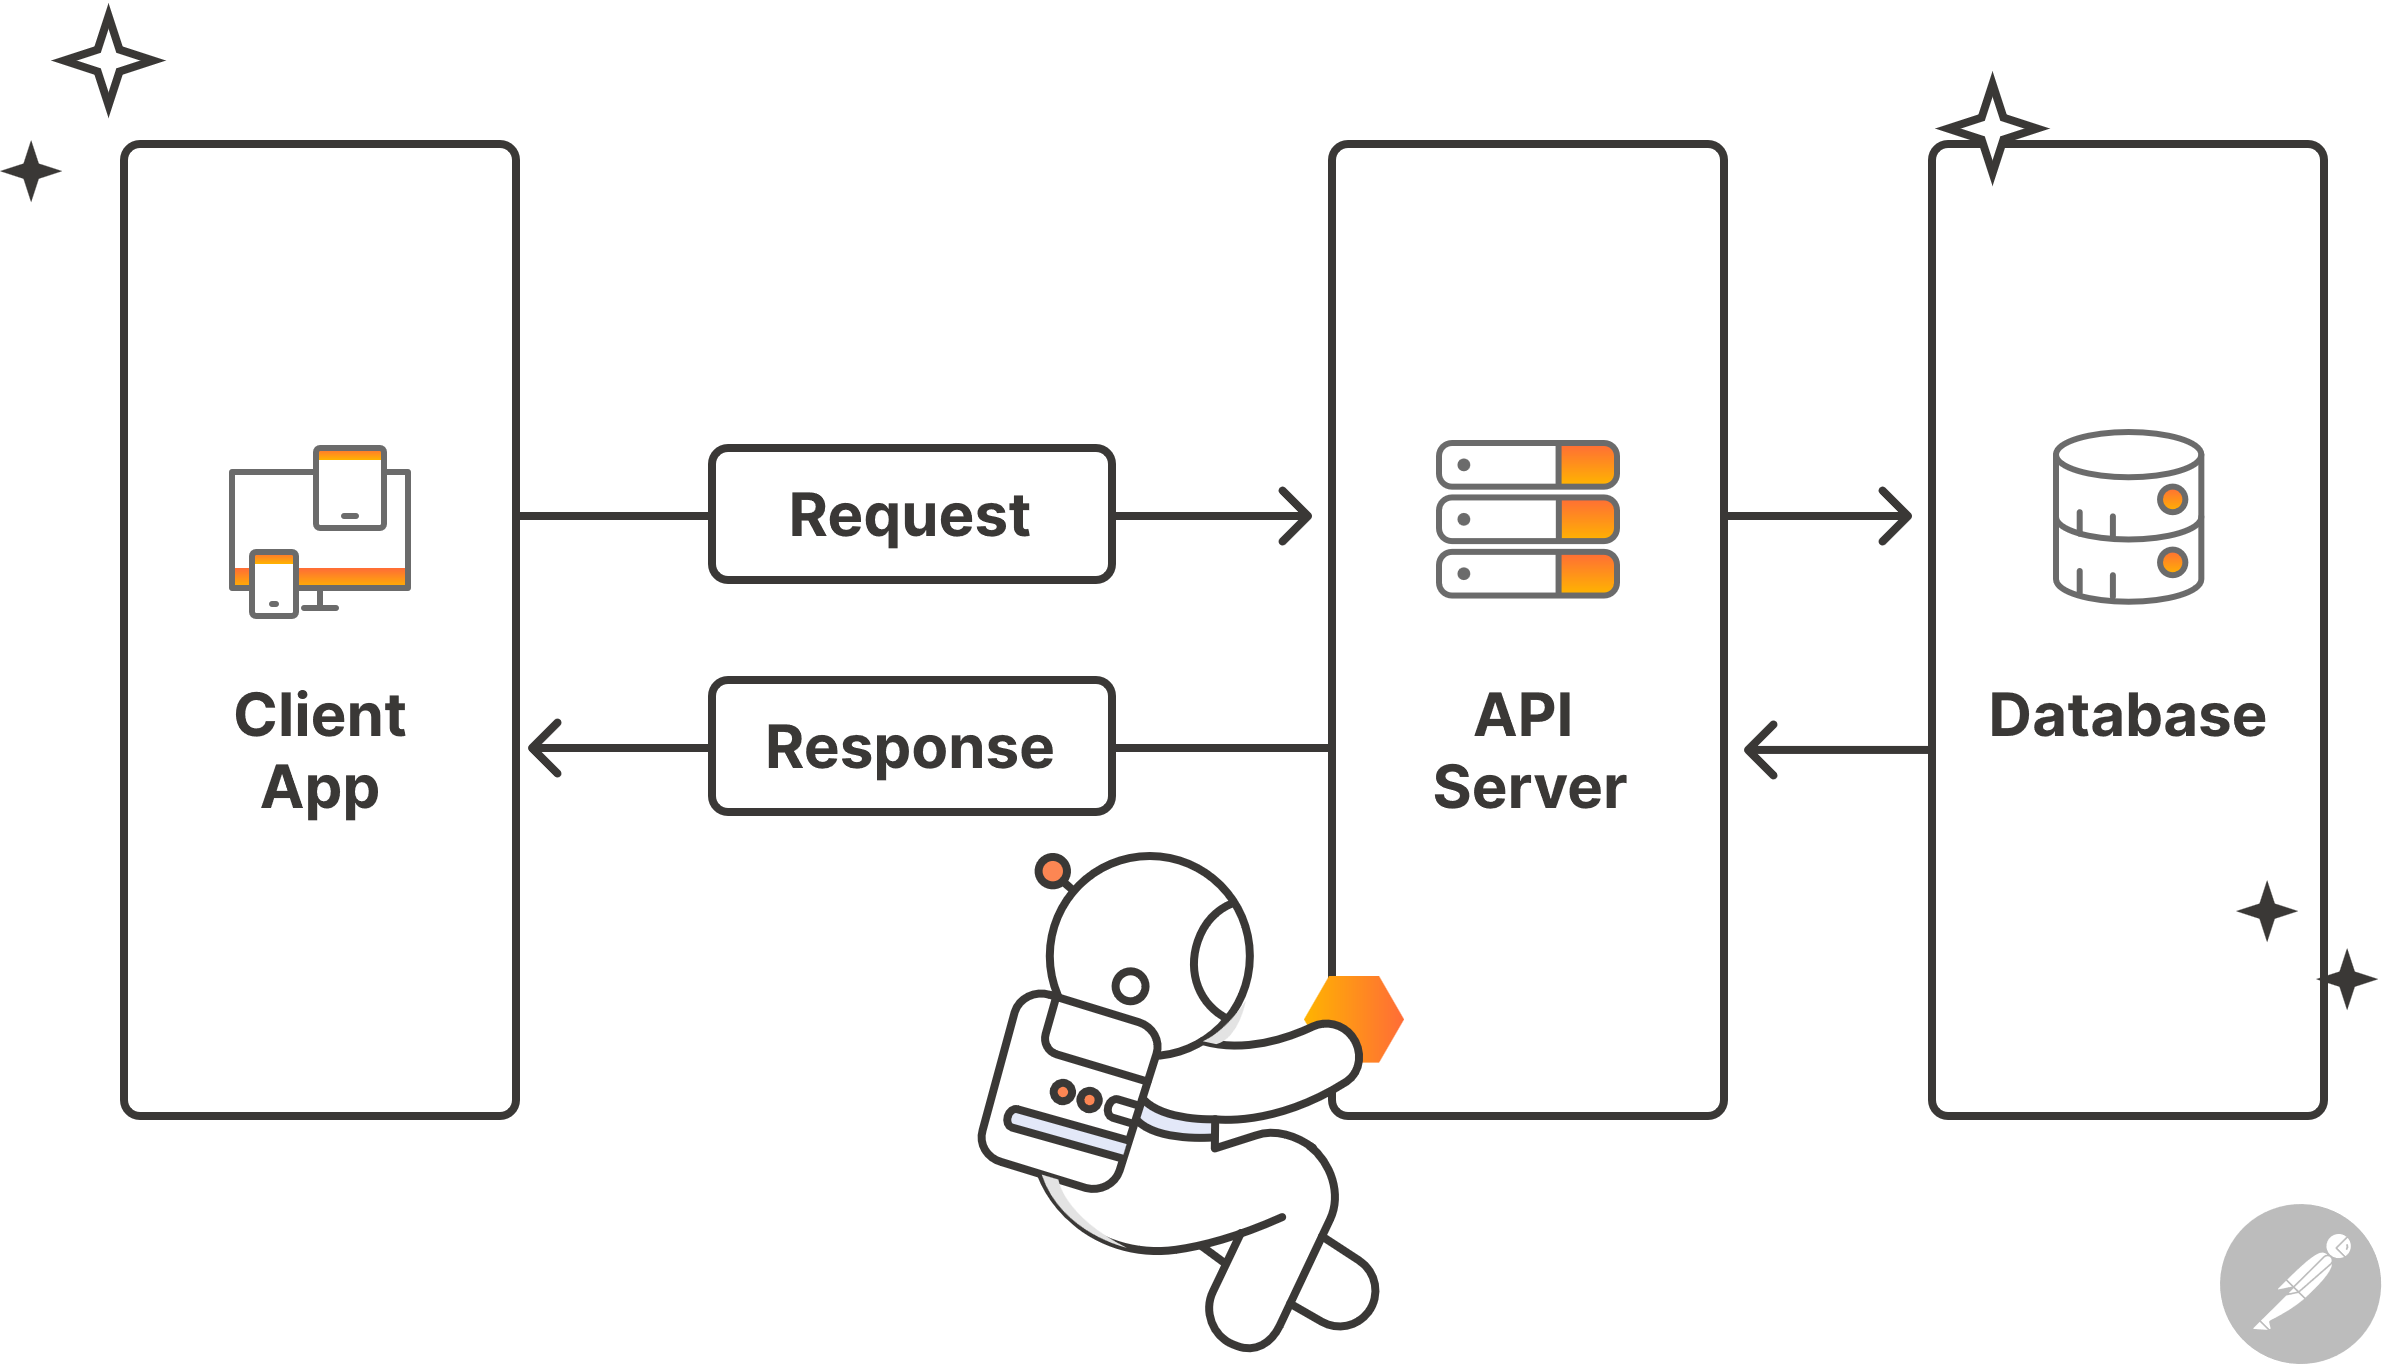 Client
App
Request
Response
API
Server
Database